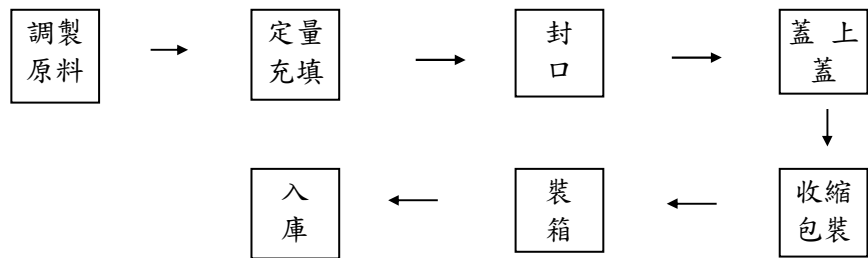 調製
原料
定量
充填
封
口
蓋 上
蓋
收縮
包裝
裝
箱
入
庫